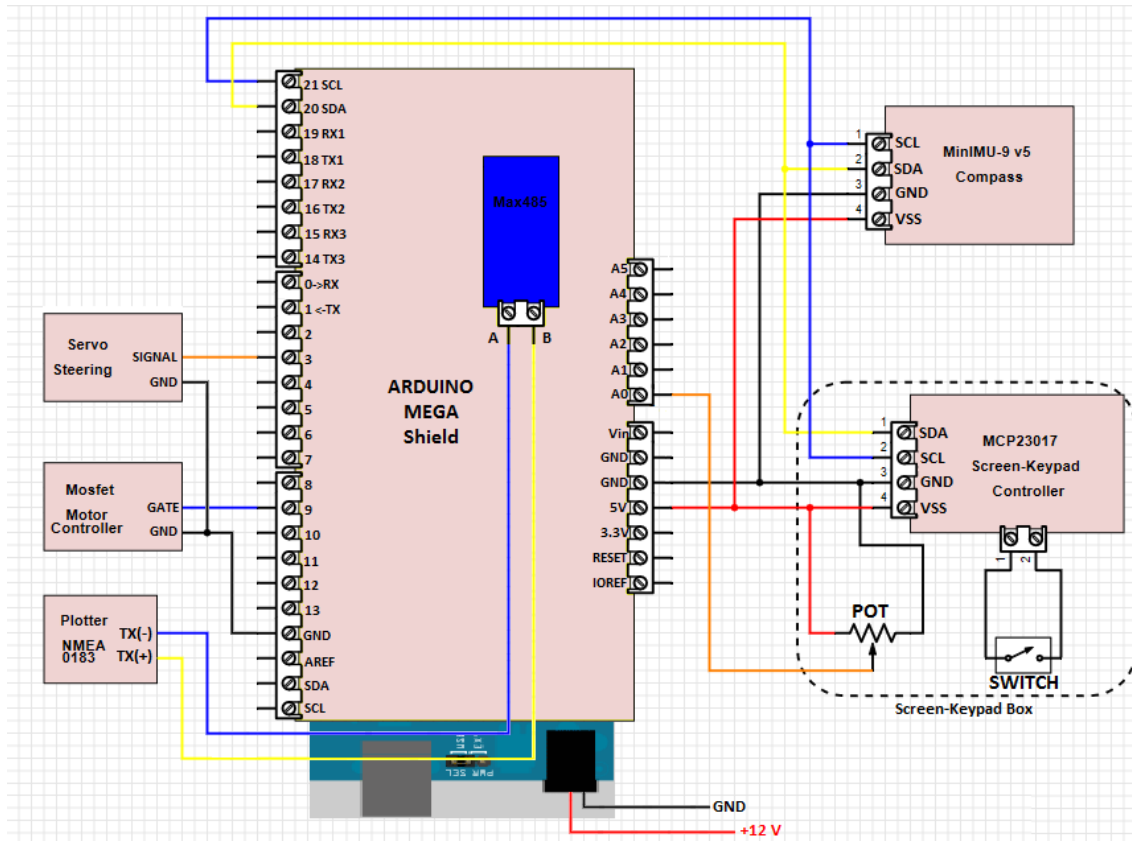 21 SCL
20 SDA
19 RX1
18 TX1
17 RX2
16 TX2
15 RX3
14 TX3
0->RX
1 <-TX
2
3
4
5
6
7
8
9
10
11
12
13
GND
AREF
SDA
SCL
Max485
A B
ARDUINO
MEGA
Shield
A5
A4
A3
A2
A1
A0
Vin
GND
GND
5V
3.3V
RESET
IOREF
Servo
Steering
SIGNAL
GND
Mosfet
Motor
Controller
GATE
GND
Plotter
NMEA
0183
TX(-)
TX(+)
1 SCL
2 SDA
3 GND
4 VSS
MinIMU-9 v5
Compass
1 SDA
2 SCL
3 GND
4 VSS
MCP23017
Screen-Keypad
Controller
1 2
POT
SWITCH
Screen-Keypad Box
PWR SEL
GND
+12 V